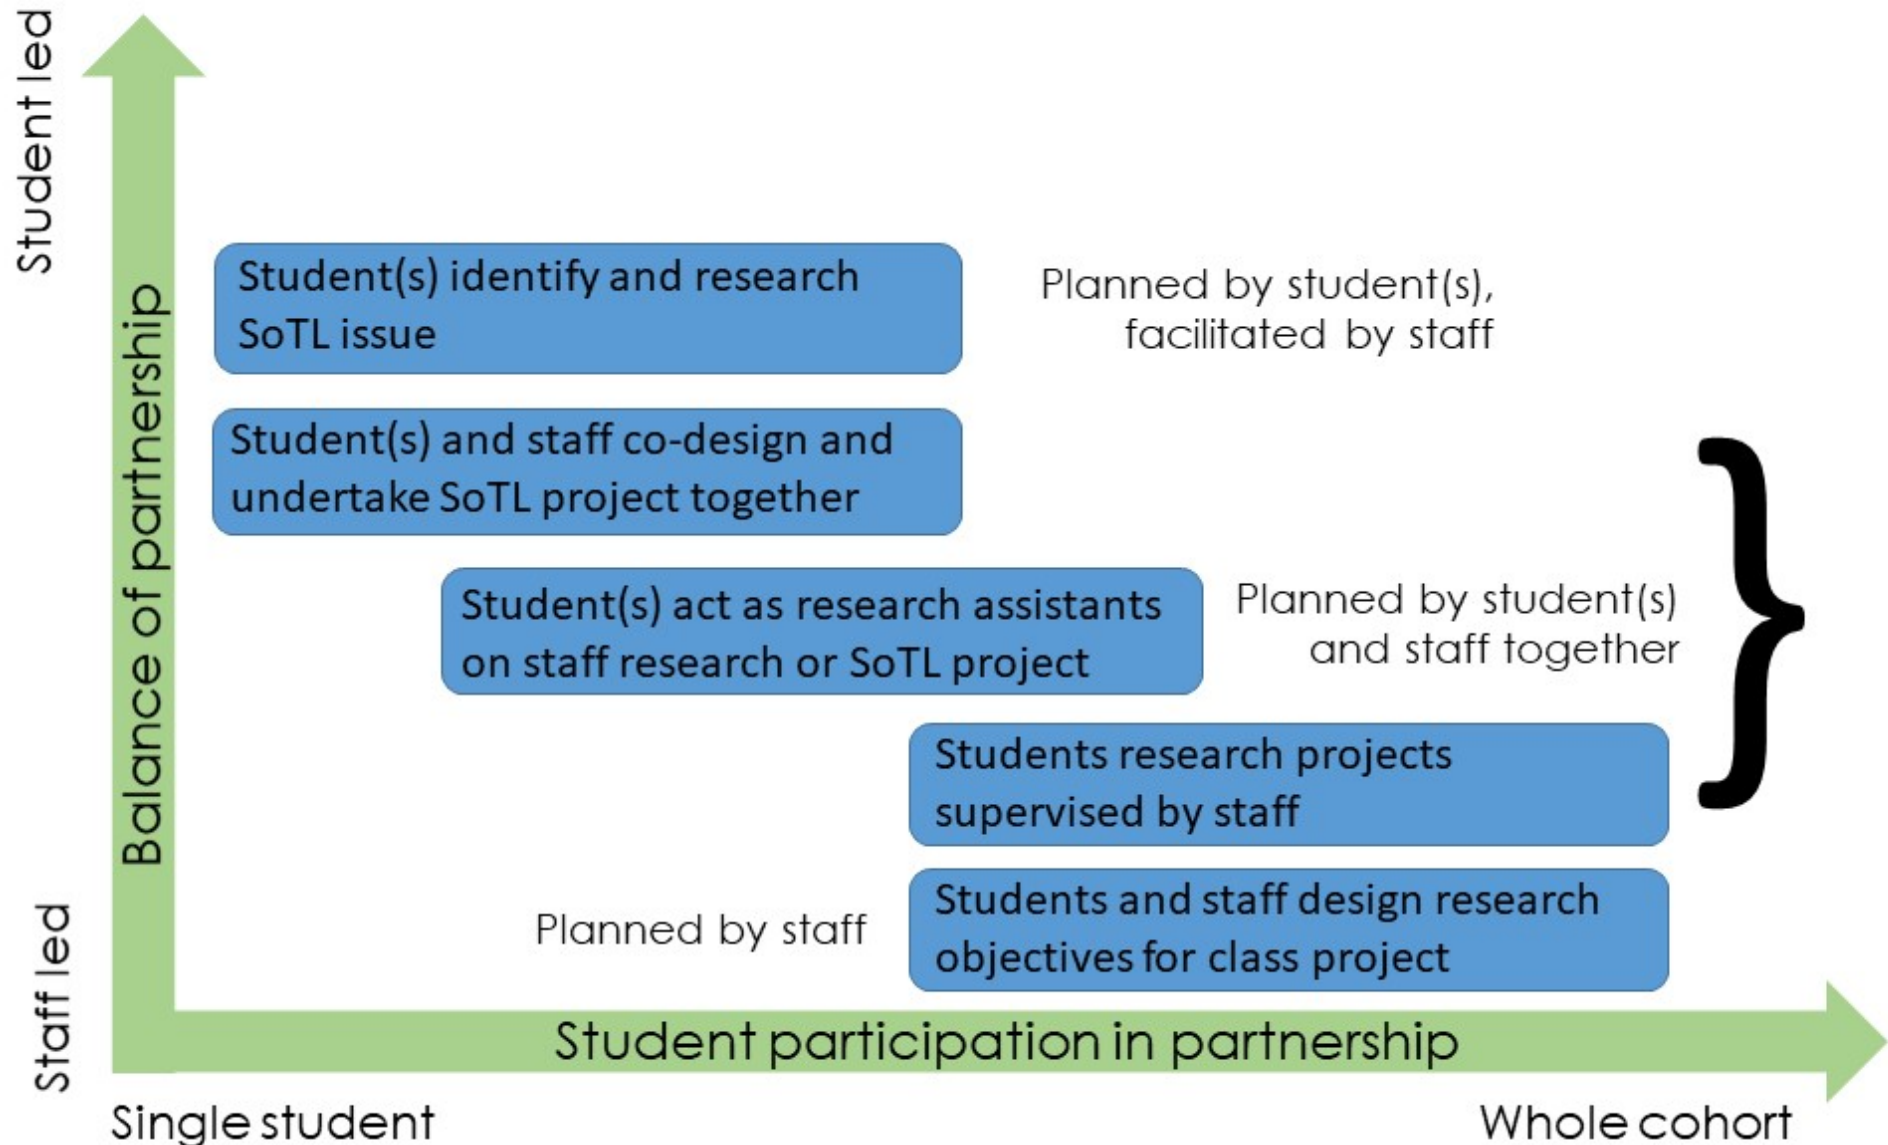 Student led
Balance of partnership
Staff led
Student(s) identify and research
SoTL issue
Planned by student(s),
facilitated by staff
Student(s) and staff co-design and
undertake SoTL project together
Student(s) act as research assistants
on staff research or SoTL project
Planned by student(s)
and staff together
}
Students research projects
supervised by staff
Planned by staff
Students and staff design research
objectives for class project
Student participation in partnership
Single student
Whole cohort